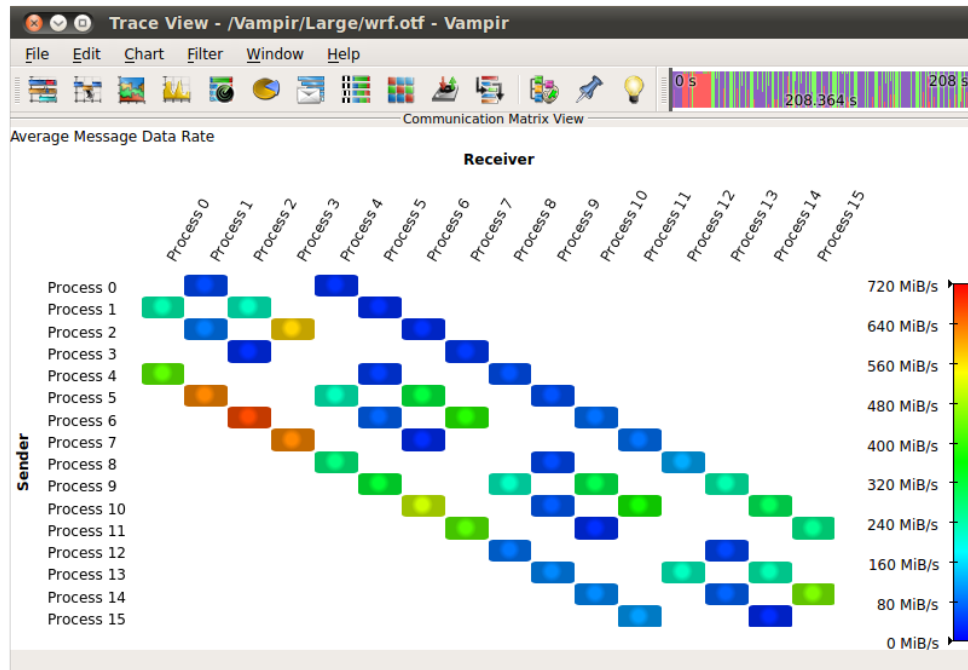 Trace View - /Vampir/Large/wrf.otf - Vampir
File Edit Chart Filter Window Help
0 s 208 s
208.364 s
Communication Matrix View
Average Message Data Rate
Receiver
Process 0 Process 1 Process 2 Process 3 Process 4 Process 5 Process 6 Process 7 Process 8 Process 9 Process 10 Process 11 Process 12 Process 13 Process 14 Process 15
Sender
Process 0
Process 1
Process 2
Process 3
Process 4
Process 5
Process 6
Process 7
Process 8
Process 9
Process 10
Process 11
Process 12
Process 13
Process 14
Process 15
720 MiB/s
640 MiB/s
560 MiB/s
480 MiB/s
400 MiB/s
320 MiB/s
240 MiB/s
160 MiB/s
80 MiB/s
0 MiB/s